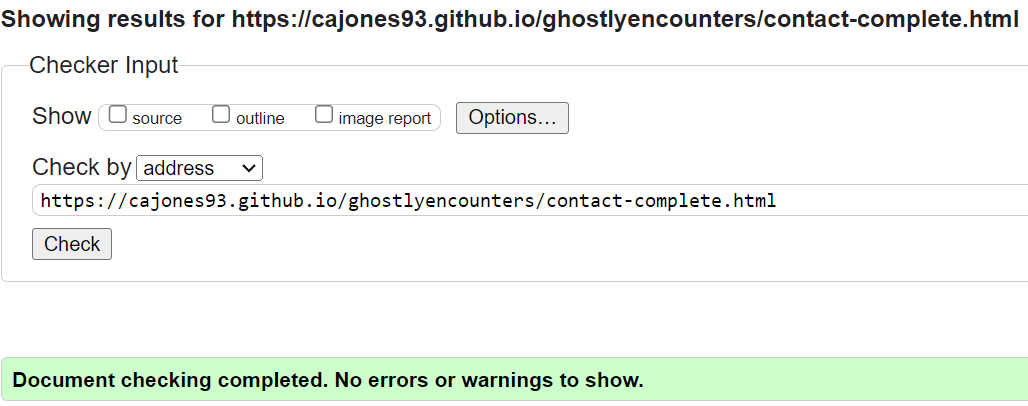 Showing results for https://cajones93.github.io/ghostlyencounters/contact-complete.html
Checker Input
Show source outline image report Options...
Check by address
https://cajones93.github.io/ghostlyencounters/contact-complete.html
Check
Document checking completed. No errors or warnings to show.